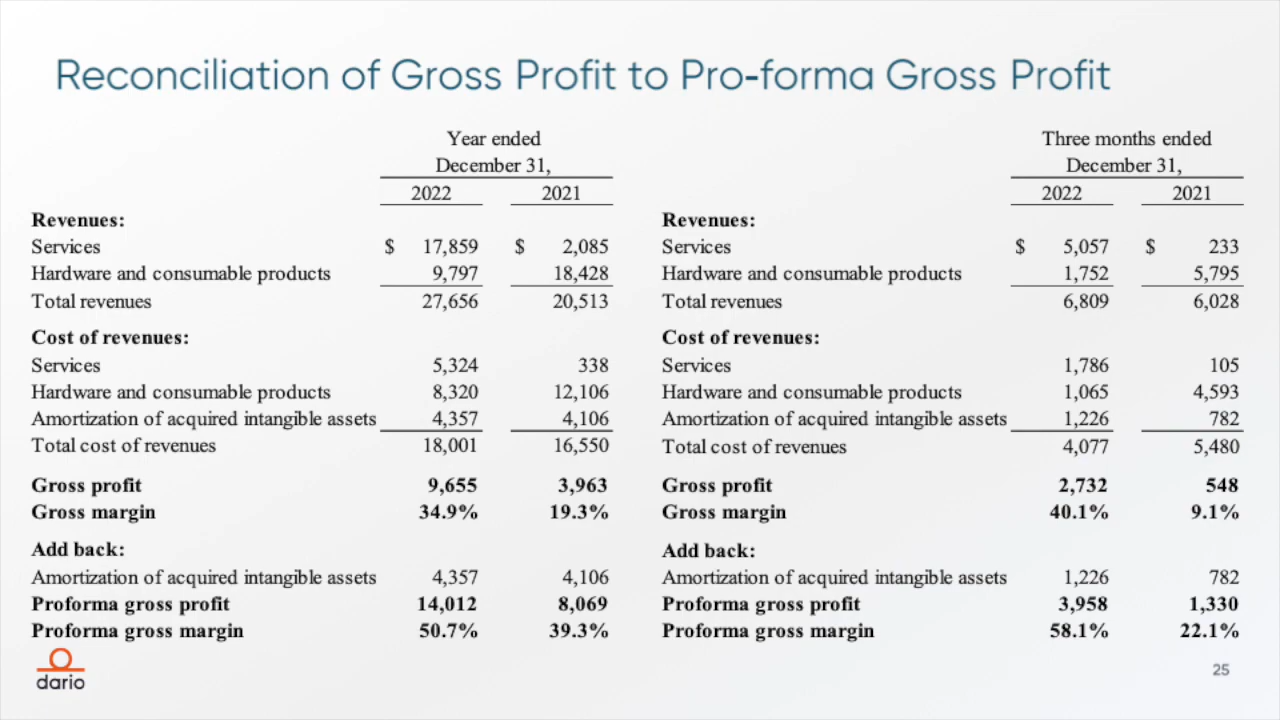 Reconciliation of Gross Profit to Pro-forma Gross Profit
Year ended
December 31,
2022 2021
Revenues:
Services $ 17,859 $ 2,085
Hardware and consumable products 9,797 18,428
Total revenues 27,656 20,513
Cost of revenues:
Services 5,324 338
Hardware and consumable products 8,320 12,106
Amortization of acquired intangible assets 4,357 4,106
Total cost of revenues 18,001 16,550
Gross profit 9,655 3,963
Gross margin 34.9% 19.3%
Add back:
Amortization of acquired intangible assets 4,357 4,106
Proforma gross profit 14,012 8,069
Proforma gross margin 50.7% 39.3%
Three months ended
December 31,
2022 2021
Revenues:
Services $ 5,057 $ 233
Hardware and consumable products 1,752 5,795
Total revenues 6,809 6,028
Cost of revenues:
Services 1,786 105
Hardware and consumable products 1,065 4,593
Amortization of acquired intangible assets 1,226 782
Total cost of revenues 4,077 5,480
Gross profit 2,732 548
Gross margin 40.1% 9.1%
Add back:
Amortization of acquired intangible assets 1,226 782
Proforma gross profit 3,958 1,330
Proforma gross margin 58.1% 22.1%
dario
25